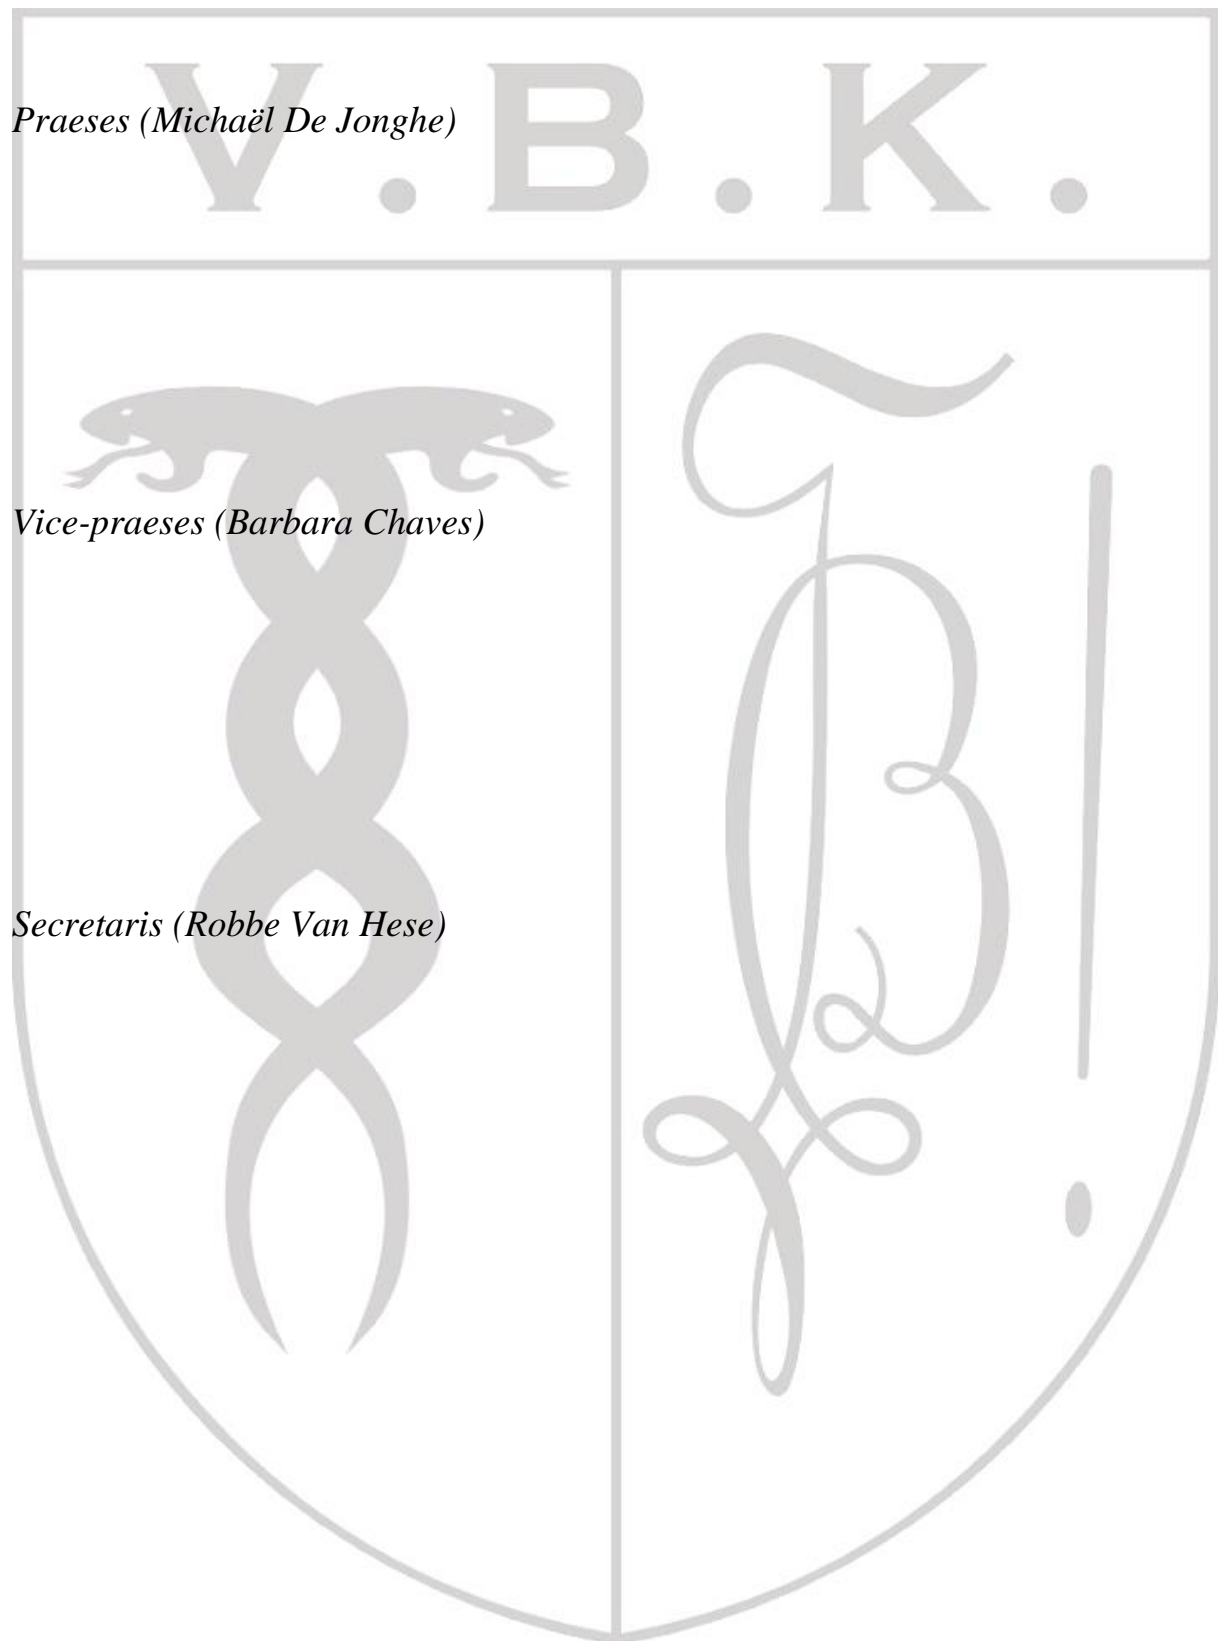 V.B.K.
Praeses (Michaël De Jonghe)
Vice-praeses (Barbara Chaves)
Secretaris (Robbe Van Hese)